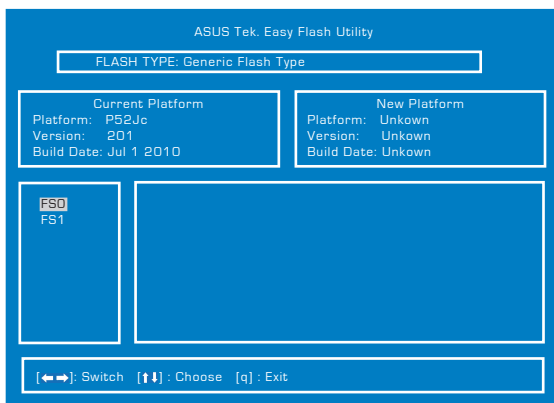 ASUS Tek. Easy Flash Utility
FLASH TYPE: Generic Flash Type
Current Platform
Platform: P52Jc
Version: 201
Build Date: Jul 1 2010
New Platform
Platform: Unkown
Version: Unkown
Build Date: Unkown
FS0
FS1
[←→]: Switch [↑↓] : Choose [q] : Exit